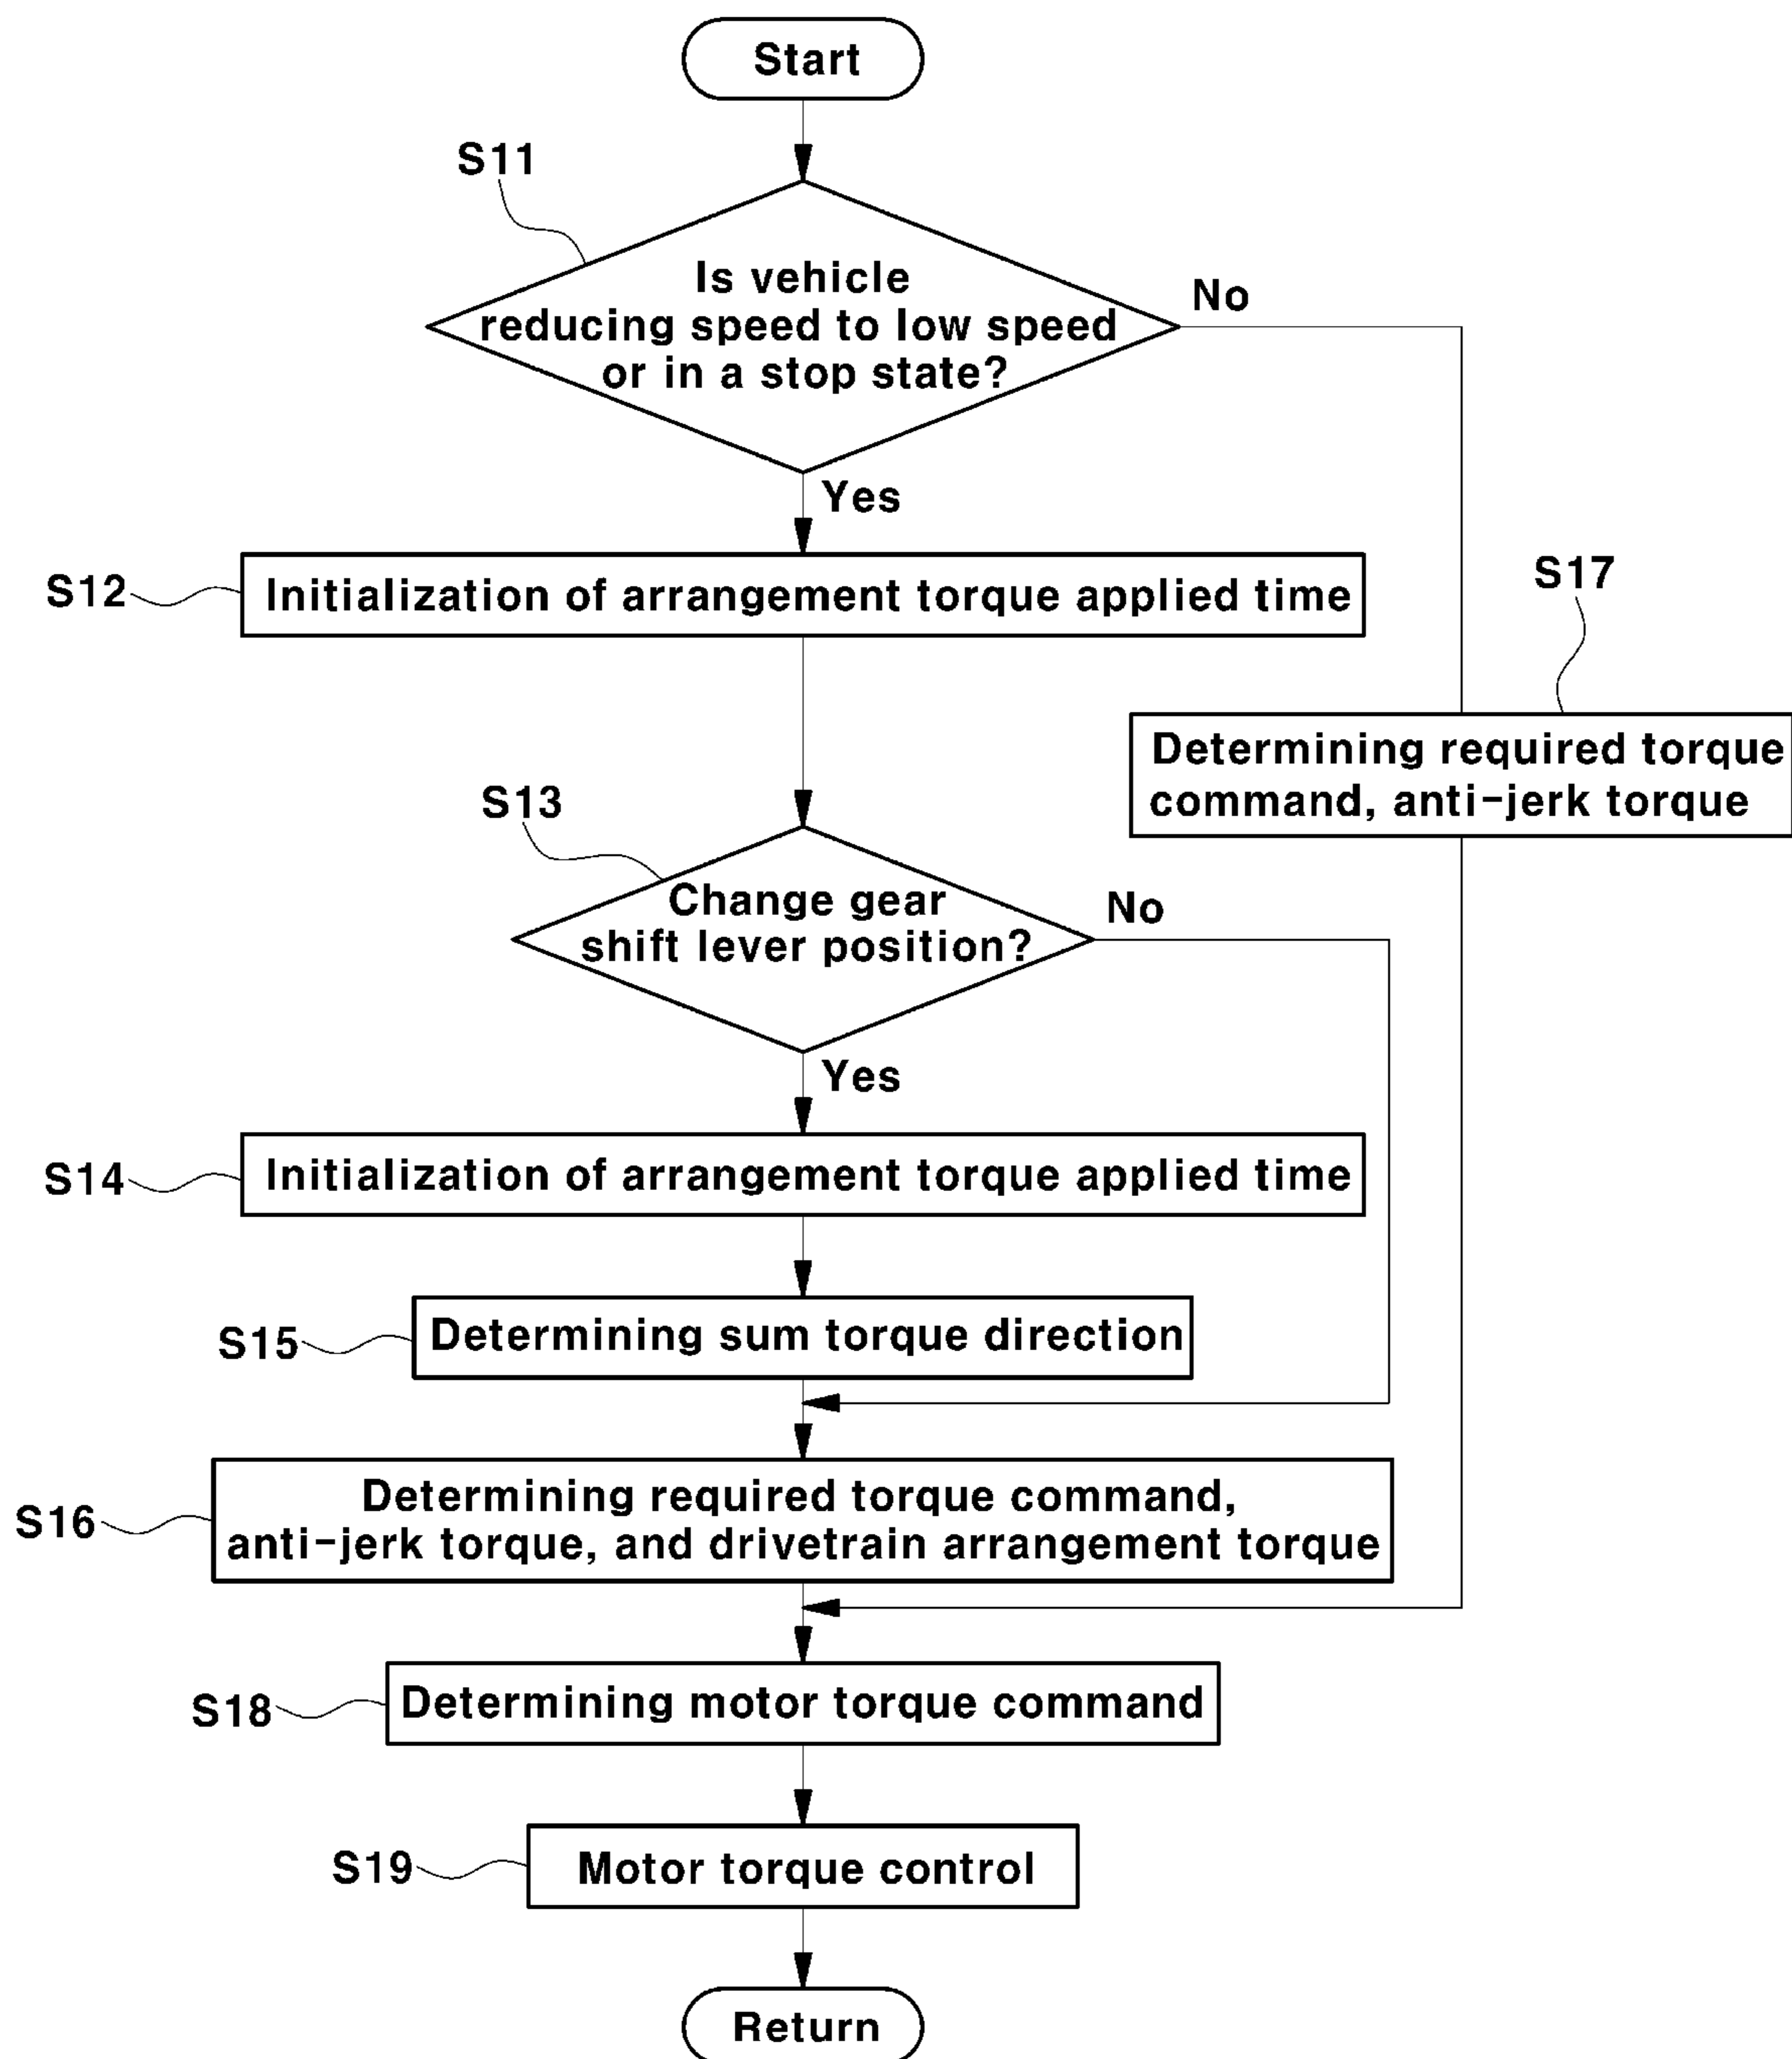 Start
S11
Is vehicle
reducing speed to low speed
or in a stop state?
No
Yes
S12
Initialization of arrangement torque applied time
S17
Determining required torque
command, anti-jerk torque
S13
Change gear
shift lever position?
No
Yes
S14
Initialization of arrangement torque applied time
S15
Determining sum torque direction
S16
Determining required torque command,
anti-jerk torque, and drivetrain arrangement torque
S18
Determining motor torque command
S19
Motor torque control
Return